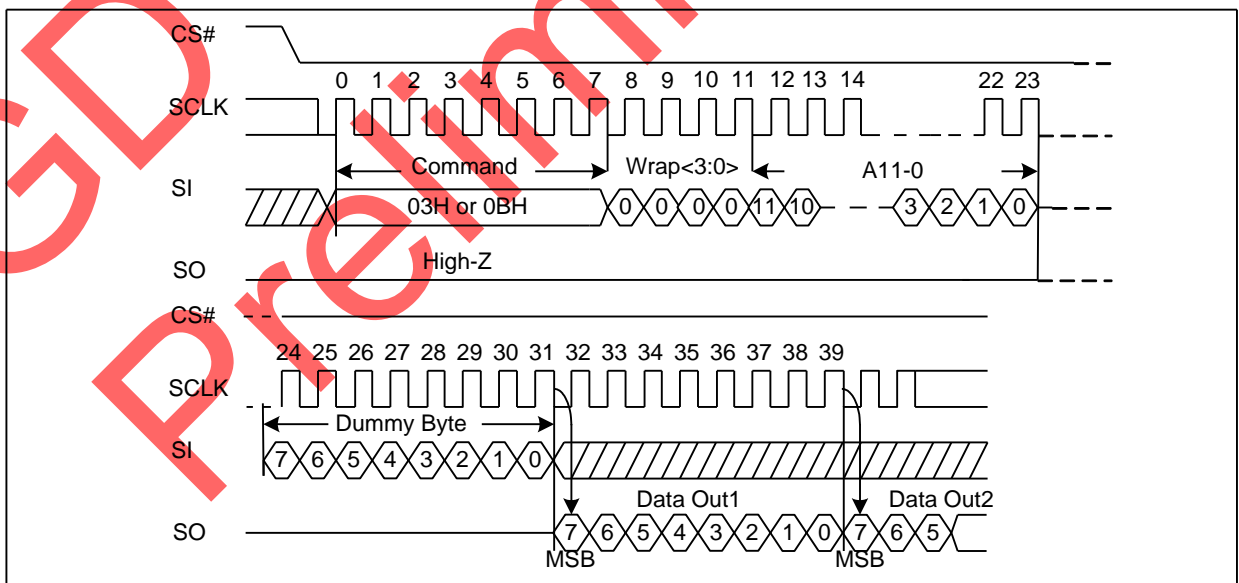 CS#
0 1 2 3 4 5 6 7 8 9 10 11 12 13 14 22 23
SCLK
Command Wrap<3:0> A11-0
SI
03H or 0BH 0 0 0 0 11 10 3 2 1 0
High-Z
SO
CS#
24 25 26 27 28 29 30 31 32 33 34 35 36 37 38 39
SCLK
Dummy Byte
SI
7 6 5 4 3 2 1 0
Data Out1 Data Out2
SO
7 6 5 4 3 2 1 0 7 6 5
MSB MSB
GD
Prelim